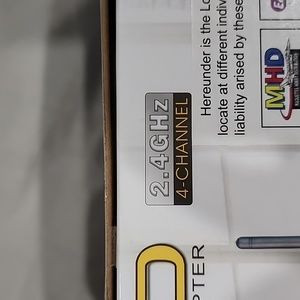 Hereunder is the Lo
locate at different indiv
liability arised by these
MHD
2.4GHz
4-CHANNEL
PTER